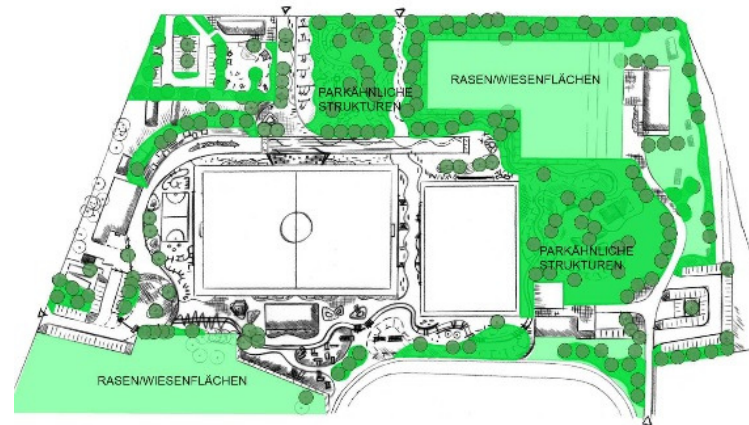 RASEN/WIESENFLÄCHEN
PARKÄHNLICHE
STRUKTUREN
PARKÄHNLICHE
STRUKTUREN
RASEN/WIESENFLÄCHEN